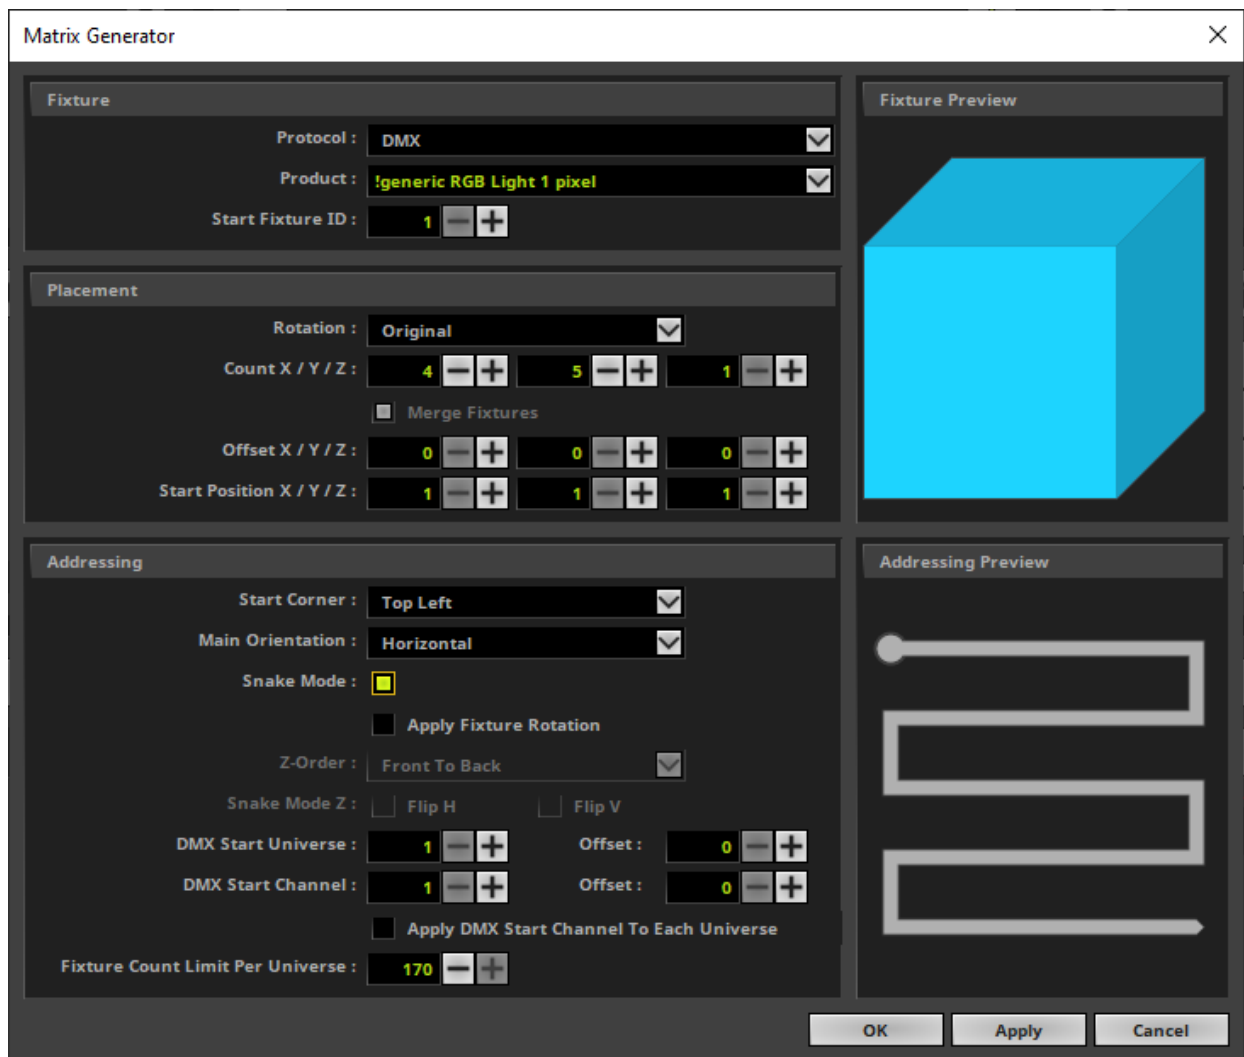 Matrix Generator
Fixture
Protocol : DMX
Product : !generic RGB Light 1 pixel
Start Fixture ID : 1
Placement
Rotation : Original
Count X / Y / Z : 4 5 1
Merge Fixtures
Offset X / Y / Z : 0 0 0
Start Position X / Y / Z : 1 1 1
Addressing
Start Corner : Top Left
Main Orientation : Horizontal
Snake Mode :
Apply Fixture Rotation
Z-Order : Front To Back
Snake Mode Z : Flip H Flip V
DMX Start Universe : 1 Offset : 0
DMX Start Channel : 1 Offset : 0
Apply DMX Start Channel To Each Universe
Fixture Count Limit Per Universe : 170
Fixture Preview
Addressing Preview
OK Apply Cancel